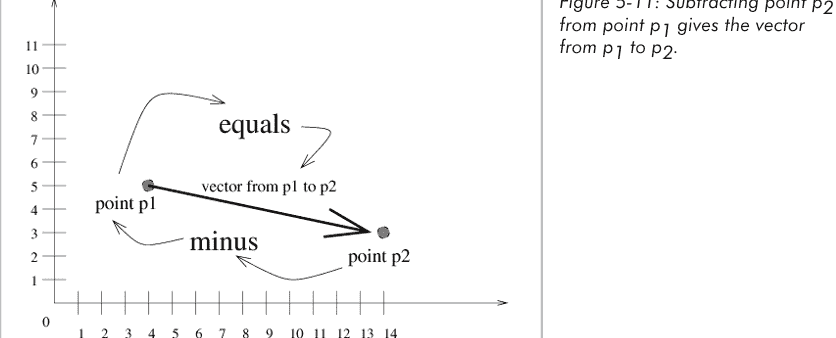 Figure 5-11: Subtracting point p2
from point p1 gives the vector
from p1 to p2.
11
10
9
8
equals
7
6
5
vector from p1 to p2
point p1
4
3
minus
2
point p2
1
0
1 2 3 4 5 6 7 8 9 10 11 12 13 14